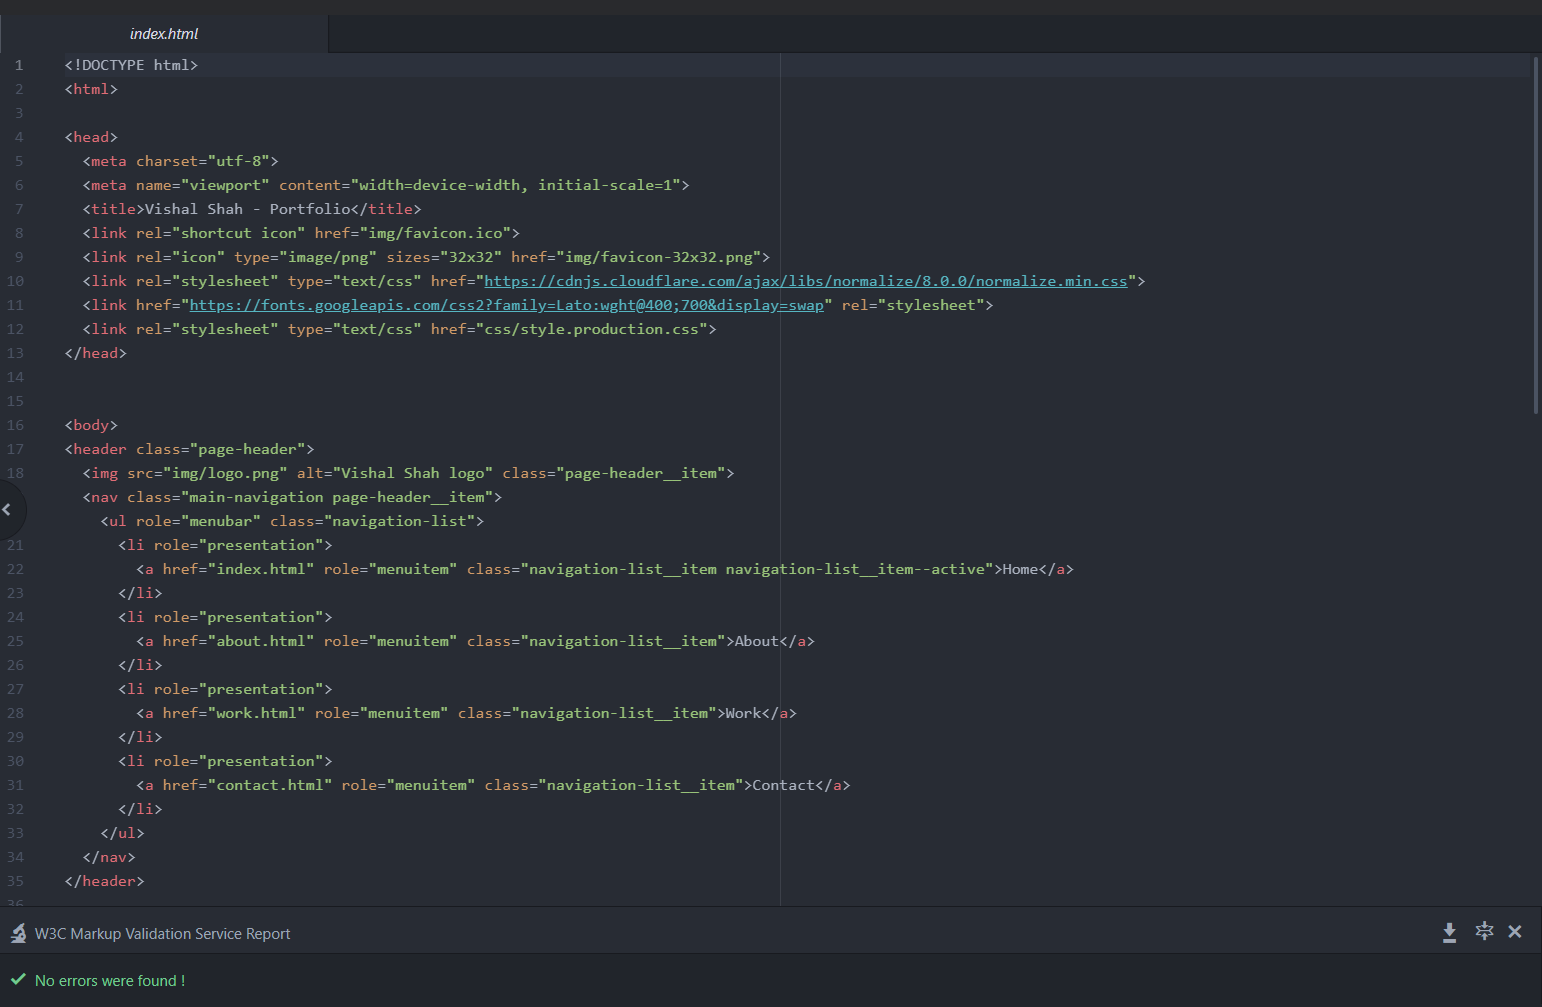 index.html
1 <!DOCTYPE html>
2 <html>
3
4 <head>
5   <meta charset="utf-8">
6   <meta name="viewport" content="width=device-width, initial-scale=1">
7   <title>Vishal Shah - Portfolio</title>
8   <link rel="shortcut icon" href="img/favicon.ico">
9   <link rel="icon" type="image/png" sizes="32x32" href="img/favicon-32x32.png">
10   <link rel="stylesheet" type="text/css" href="https://cdnjs.cloudflare.com/ajax/libs/normalize/8.0.0/normalize.min.css">
11   <link href="https://fonts.googleapis.com/css2?family=Lato:wght@400;700&display=swap" rel="stylesheet">
12   <link rel="stylesheet" type="text/css" href="css/style.production.css">
13 </head>
14
15
16 <body>
17 <header class="page-header">
18   <img src="img/logo.png" alt="Vishal Shah logo" class="page-header__item">
  <nav class="main-navigation page-header__item">
    <ul role="menubar" class="navigation-list">
21       <li role="presentation">
22         <a href="index.html" role="menuitem" class="navigation-list__item navigation-list__item--active">Home</a>
23       </li>
24       <li role="presentation">
25         <a href="about.html" role="menuitem" class="navigation-list__item">About</a>
26       </li>
27       <li role="presentation">
28         <a href="work.html" role="menuitem" class="navigation-list__item">Work</a>
29       </li>
30       <li role="presentation">
31         <a href="contact.html" role="menuitem" class="navigation-list__item">Contact</a>
32       </li>
33     </ul>
34   </nav>
35 </header>
36
W3C Markup Validation Service Report
No errors were found !